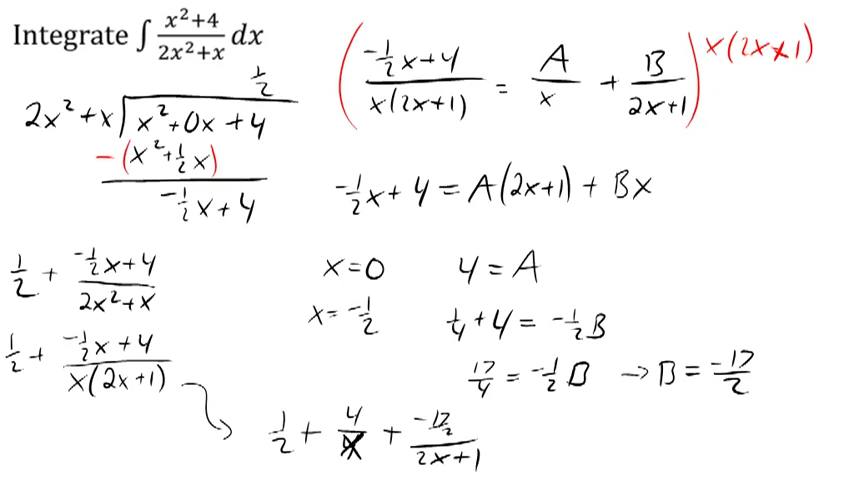 Integrate ∫ (x²+4)/(2x²+x) dx
1/2
2x²+x ) x²+0x+4
-(x²+1/2x)
-1/2x+4
( (-1/2x+4)/(x(2x+1)) = A/x + B/(2x+1) ) x(2x+1)
-1/2x+4 = A(2x+1) + Bx
1/2 + (-1/2x+4)/(2x²+x)
1/2 + (-1/2x+4)/(x(2x+1))
x=0 4=A
x=-1/2 1/4+4=-1/2B
17/4=-1/2B → B=-17/2
1/2 + 4/x + (-17/2)/(2x+1)